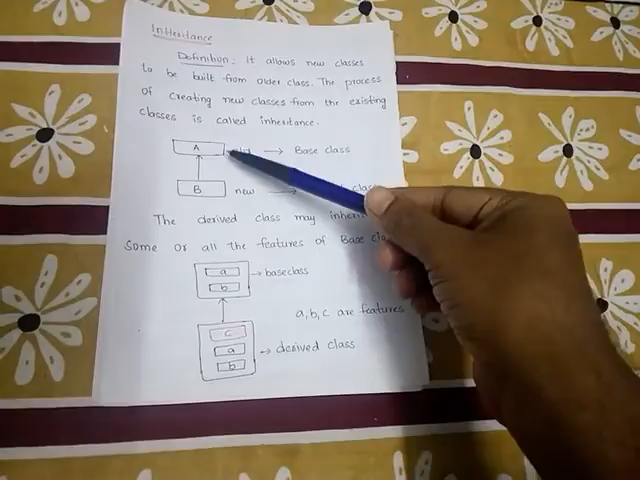 Inheritance
Definition: It allows new classes
to be built from older class. The process
of creating new classes from the existing
classes is called inheritance.
A → Base class
B new → class
The derived class may
Some or all the features of Base
a → baseclass
b
a, b, c are features
c
a → derived class
b